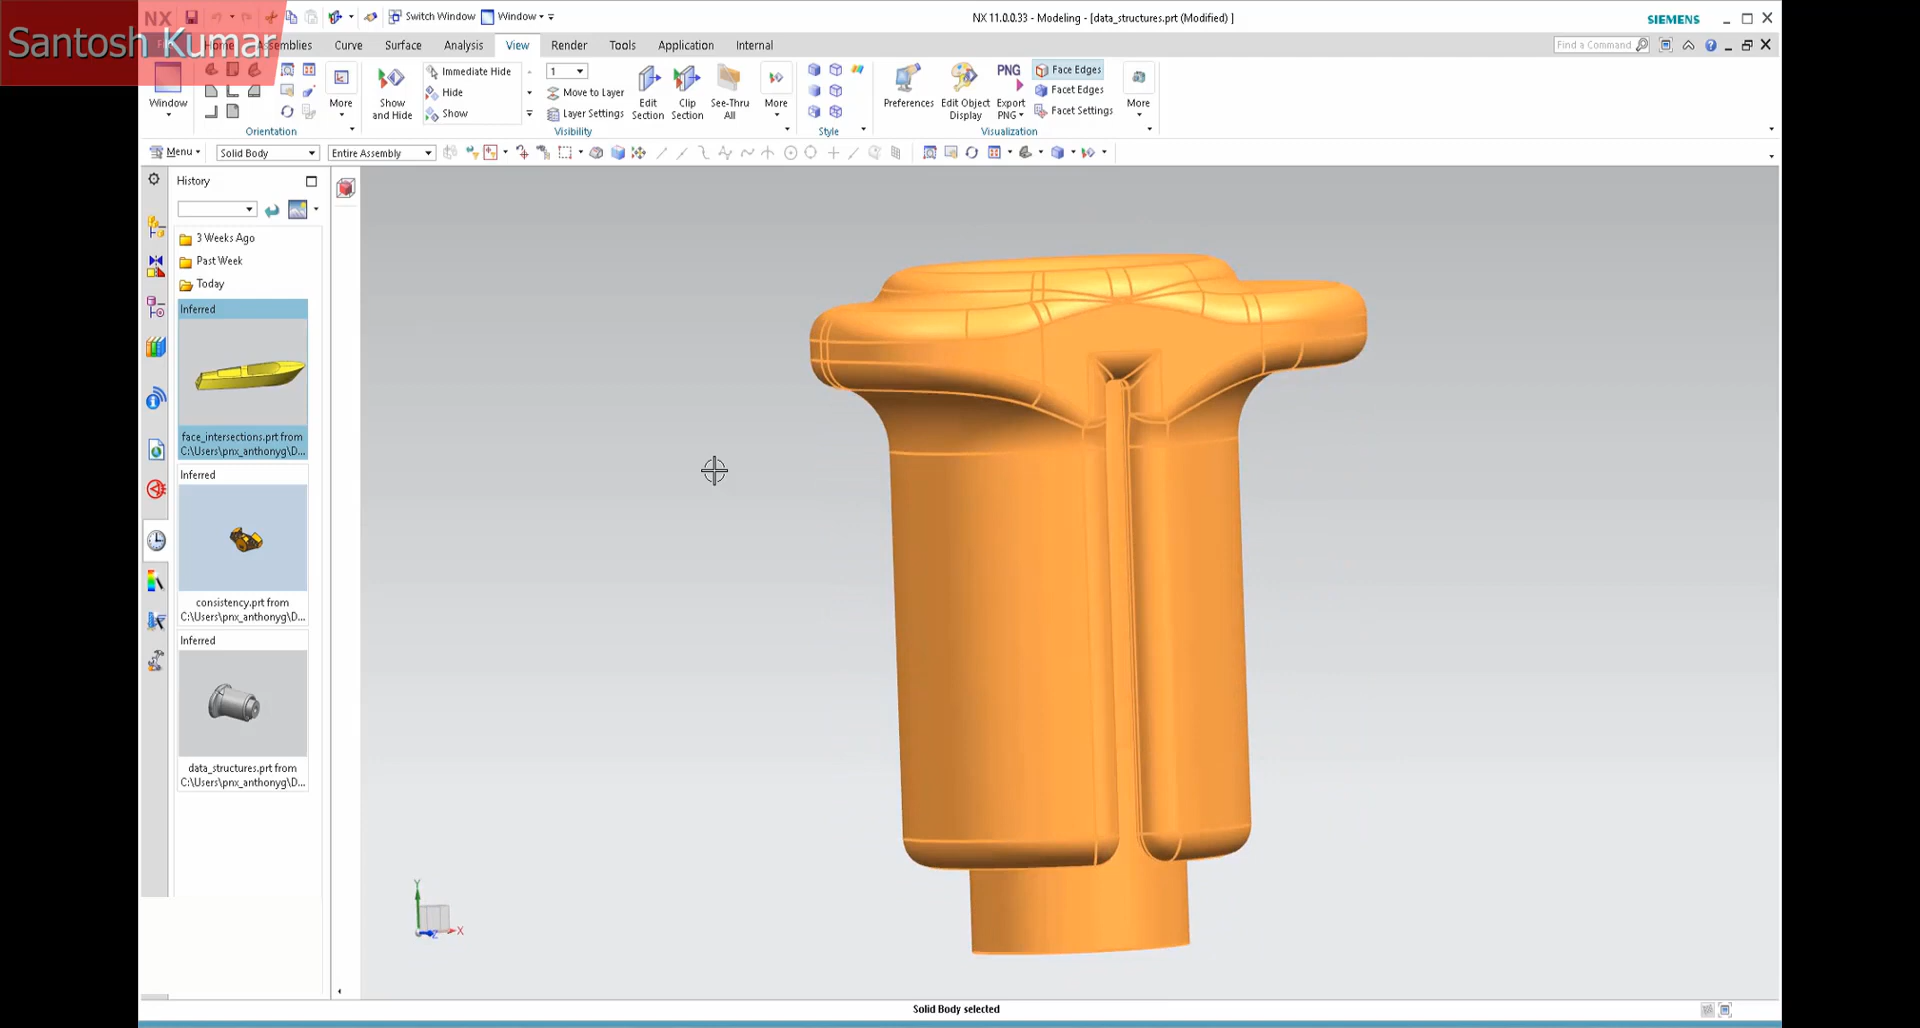 Santosh Kumar
NX
Switch Window
Window
NX 11.0.0.33 - Modeling - [data_structures.prt (Modified) ]
SIEMENS
Home
Assemblies
Curve
Surface
Analysis
View
Render
Tools
Application
Internal
Find a Command
Window
More
Orientation
Show and Hide
Immediate Hide
Hide
Show
1
Move to Layer
Layer Settings
Edit Section
Clip Section
See-Thru All
More
Visibility
Style
Preferences
Edit Object Display
PNG
Export PNG
Face Edges
Facet Edges
Facet Settings
More
Visualization
Menu
Solid Body
Entire Assembly
History
3 Weeks Ago
Past Week
Today
Inferred
face_intersections.prt from
C:\Users\pnx_anthonyg\D...
Inferred
consistency.prt from
C:\Users\pnx_anthonyg\D...
Inferred
data_structures.prt from
C:\Users\pnx_anthonyg\D...
Y
X
Z
Solid Body selected